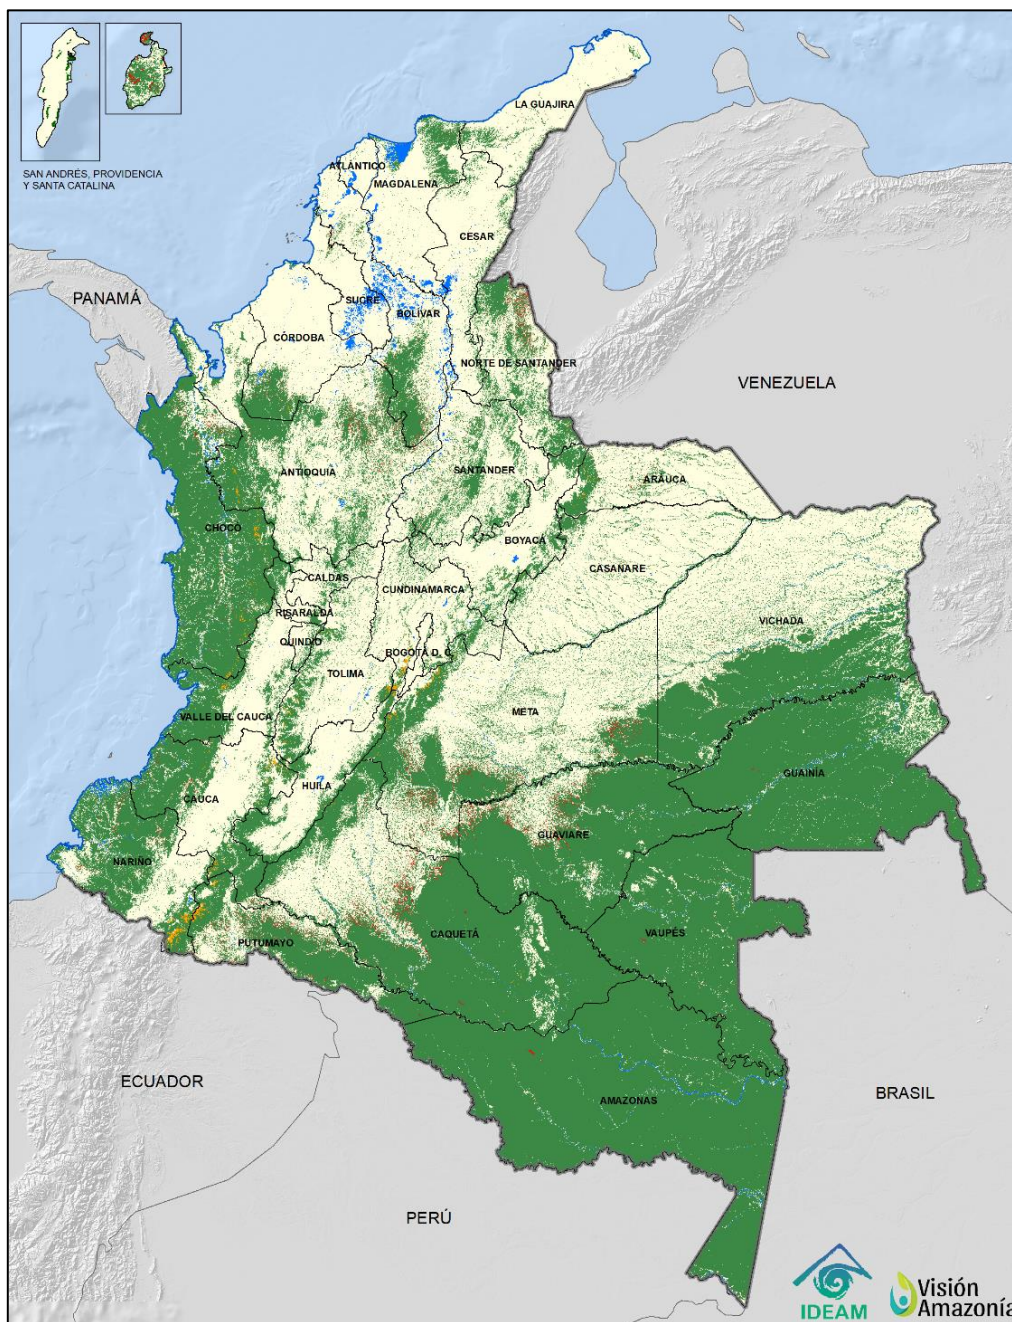 LA GUAJIRA
ATLÁNTICO
MAGDALENA
SAN ANDRÉS, PROVIDENCIA
Y SANTA CATALINA
CESAR
PANAMÁ
SUCRE
BOLÍVAR
CÓRDOBA
NORTE DE SANTANDER
VENEZUELA
ANTIOQUIA
SANTANDER
ARAUCA
CHOCÓ
BOYACÁ
CASANARE
CALDAS
CUNDINAMARCA
RISARALDA
VICHADA
QUINDIO
BOGOTÁ D. C.
TOLIMA
META
VALLE DEL CAUCA
GUAINÍA
HUILA
CAUCA
GUAVIARE
NARIÑO
CAQUETÁ
VAUPÉS
PUTUMAYO
ECUADOR
BRASIL
AMAZONAS
PERÚ
IDEAM
Visión
Amazonía